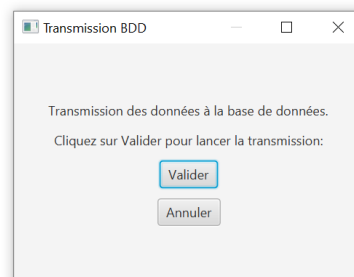 Transmission BDD
Transmission des données à la base de données.
Cliquez sur Valider pour lancer la transmission:
Valider
Annuler